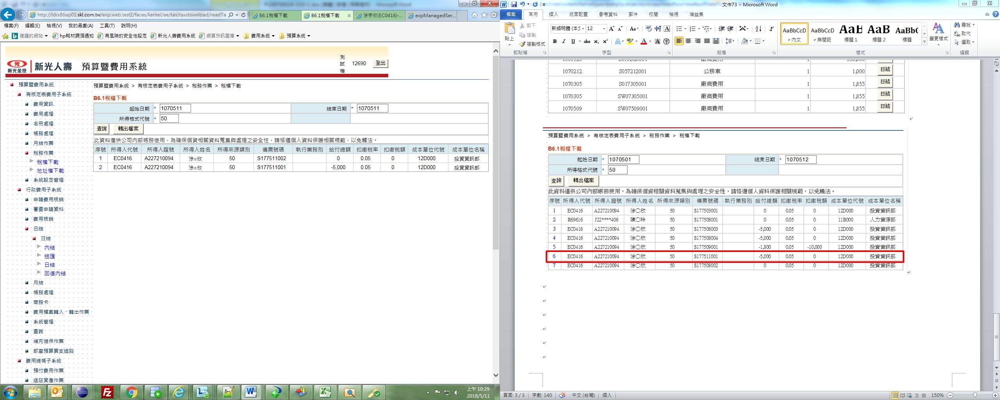 http://idrx86ap01.skl.com.tw/exp.web.test2/faces/kernel/ae/tax/taxdownload/readTa
B6.1稅檔下載
B6.1稅檔下載
涂宇欣(EC0416)-...
expManagedSer...
檔案(F) 編輯(E) 檢視(V) 我的最愛(A) 工具(T) 說明(H)
建議的網站 hp耗材調漲通知 有風險的安全性設定 新光人壽費用系統 網頁快訊圖庫 費用系統 預算系統
新光金控 新光人壽 預算暨費用系統
測試機 12690 登出
預算暨費用系統
有核定表費用子系統
費用資訊
費用處理
名冊處理
帳務處理
月結作業
稅務作業
稅檔下載
地址檔下載
系統設定管理
行政費用子系統
申請費用核銷
審查申請資料
費用核銷
日結
日結
內結
送匯
日結
回復內結
月結
帳務處理
商務卡
費用檔案轉入、轉出作業
系統管理
查詢
補充健保作業
部室預算實支追蹤
費用總帳子系統
預付費用作業
遞延資產作業
預算暨費用系統 > 有核定表費用子系統 > 稅務作業 > 稅檔下載
B6.1稅檔下載
起始日期 * 1070511 結束日期 * 1070511
所得格式代號 * 50
查詢 轉出檔案
此資料僅供公司內部帳務使用，為確保個資相關資料蒐集與處理之安全性，請恪遵個人資料保護相關規範，以免觸法。
序號 所得人代號 所得人證號 所得人姓名 所得來源類別 傳票號碼 執行業務別 給付總額 扣繳稅率 扣繳稅額 成本單位代號 成本單位名稱
1 EC0416 A227210094 涂○欣 50 S177511002 0 0.05 0 12D000 投資資訊部
2 EC0416 A227210094 涂○欣 50 S177511001 -5,000 0.05 0 12D000 投資資訊部
上午 10:29
2018/5/11
文件73 - Microsoft Word
檔案 常用 插入 版面配置 參考資料 郵件 校閱 檢視 增益集
貼上 剪下 複製 複製格式
新細明體 (本文 12
AaBbCcD AaBbCcD AaBb AaB AaBbC
內文 無間距 標題 1 標題 2 標題
變更樣式
尋找 取代 選取
剪貼簿 字型 段落 樣式 編輯
1070212 S057212001 公務車 1 1,000 日結
1070305 S017305001 廠商費用 1 1,855 日結
1070305 SW07305001 廠商費用 1 1,855 日結
1070509 SW07509001 廠商費用 1 1,855 日結
預算暨費用系統 > 有核定表費用子系統 > 稅務作業 > 稅檔下載
B6.1稅檔下載
起始日期 * 1070501 結束日期 * 1070512
所得格式代號 * 50
查詢 轉出檔案
此資料僅供公司內部帳務使用，為確保個資相關資料蒐集與處理之安全性，請恪遵個人資料保護相關規範，以免觸法。
序號 所得人代號 所得人證號 所得人姓名 所得來源類別 傳票號碼 執行業務別 給付總額 扣繳稅率 扣繳稅額 成本單位代號 成本單位名稱
1 EC0416 A227210094 涂○欣 50 S177503001 0 0.05 0 12D000 投資資訊部
2 R69616 J22****406 陳○玲 50 S177508001 0 0.05 0 11B000 人力資源部
3 EC0416 A227210094 涂○欣 50 S177508003 -5,000 0.05 0 12D000 投資資訊部
4 EC0416 A227210094 涂○欣 50 S177508004 -5,000 0.05 0 12D000 投資資訊部
5 EC0416 A227210094 涂○欣 50 S177509001 -1,800 0.05 -10,000 12D000 投資資訊部
6 EC0416 A227210094 涂○欣 50 S177511001 -5,000 0.05 0 12D000 投資資訊部
7 EC0416 A227210094 涂○欣 50 S177508002 0 0.05 0 12D000 投資資訊部
頁面: 3 / 3 字數: 140 中文 (台灣) 插入 150%